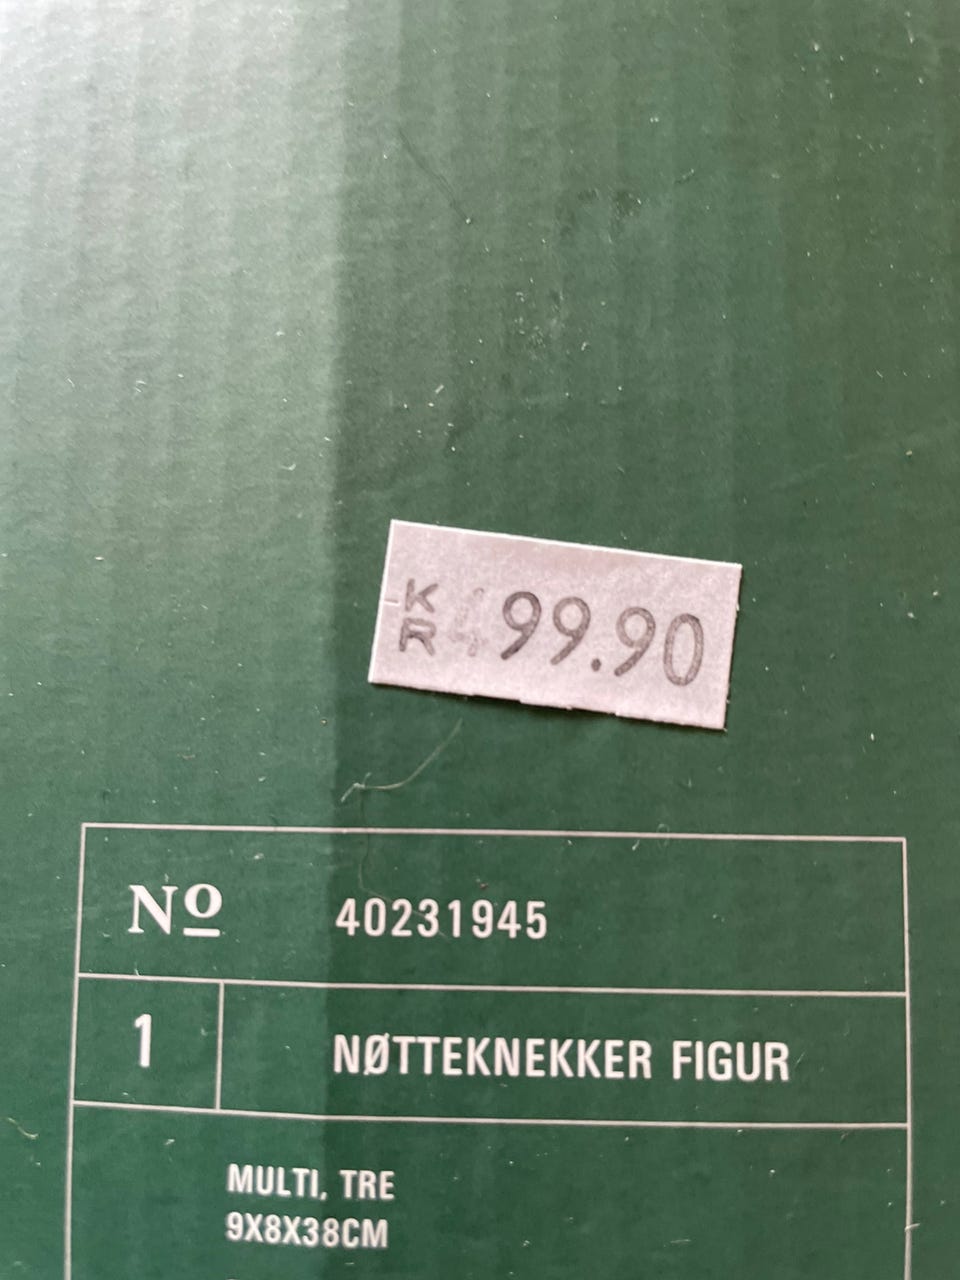 KR 499.90
Nº 40231945
1 NØTTEKNEKKER FIGUR
MULTI, TRE
9X8X38CM